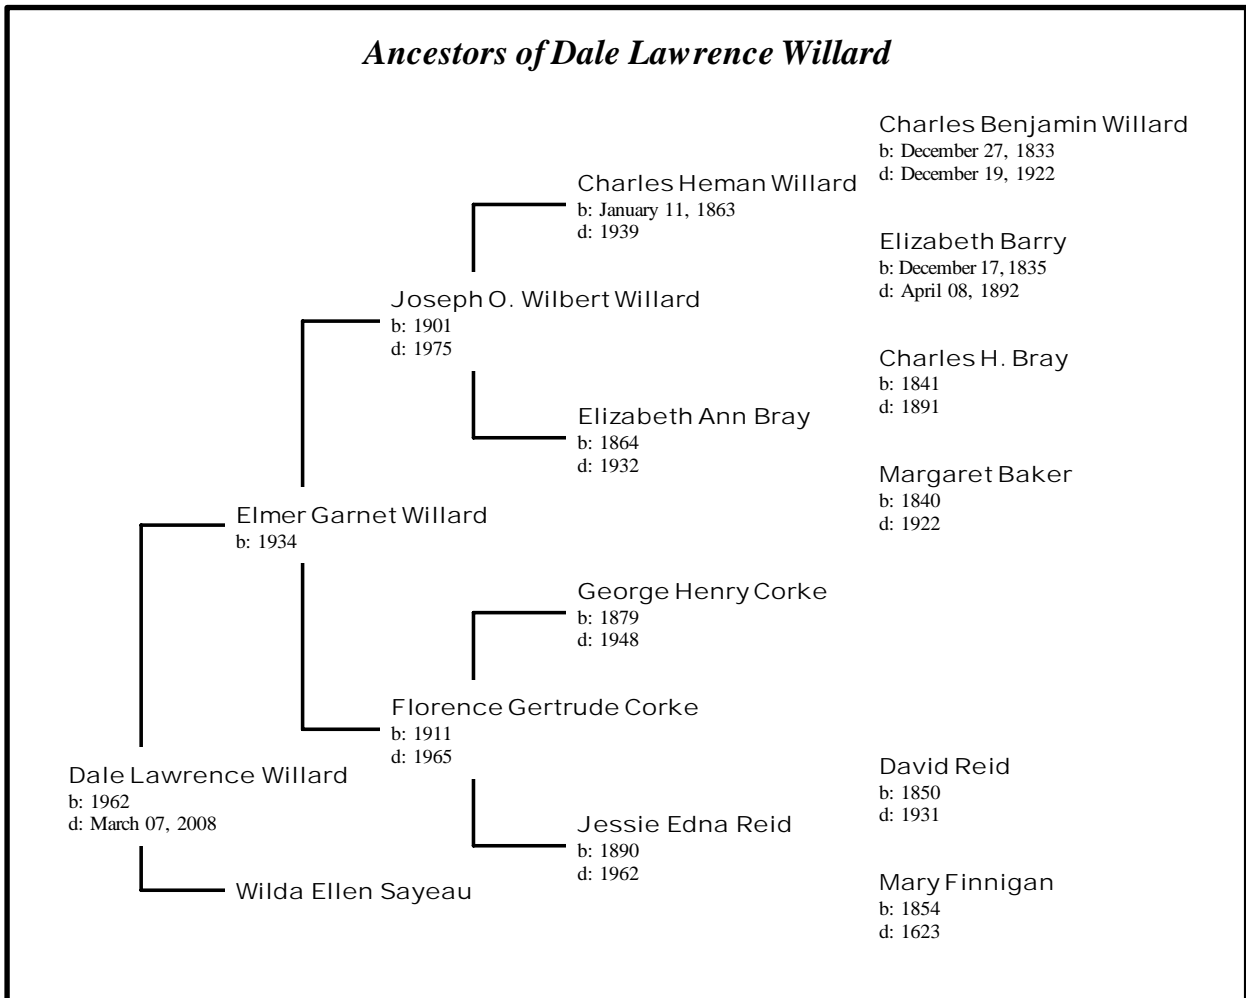 Ancestors of Dale Lawrence Willard
Charles Benjamin Willard
b: December 27, 1833
d: December 19, 1922
Charles Heman Willard
b: January 11, 1863
d: 1939
Elizabeth Barry
b: December 17, 1835
d: April 08, 1892
Joseph O. Wilbert Willard
b: 1901
d: 1975
Charles H. Bray
b: 1841
d: 1891
Elizabeth Ann Bray
b: 1864
d: 1932
Margaret Baker
b: 1840
d: 1922
Elmer Garnet Willard
b: 1934
George Henry Corke
b: 1879
d: 1948
Florence Gertrude Corke
b: 1911
d: 1965
David Reid
b: 1850
d: 1931
Dale Lawrence Willard
b: 1962
d: March 07, 2008
Jessie Edna Reid
b: 1890
d: 1962
Mary Finnigan
b: 1854
d: 1623
Wilda Ellen Sayeau